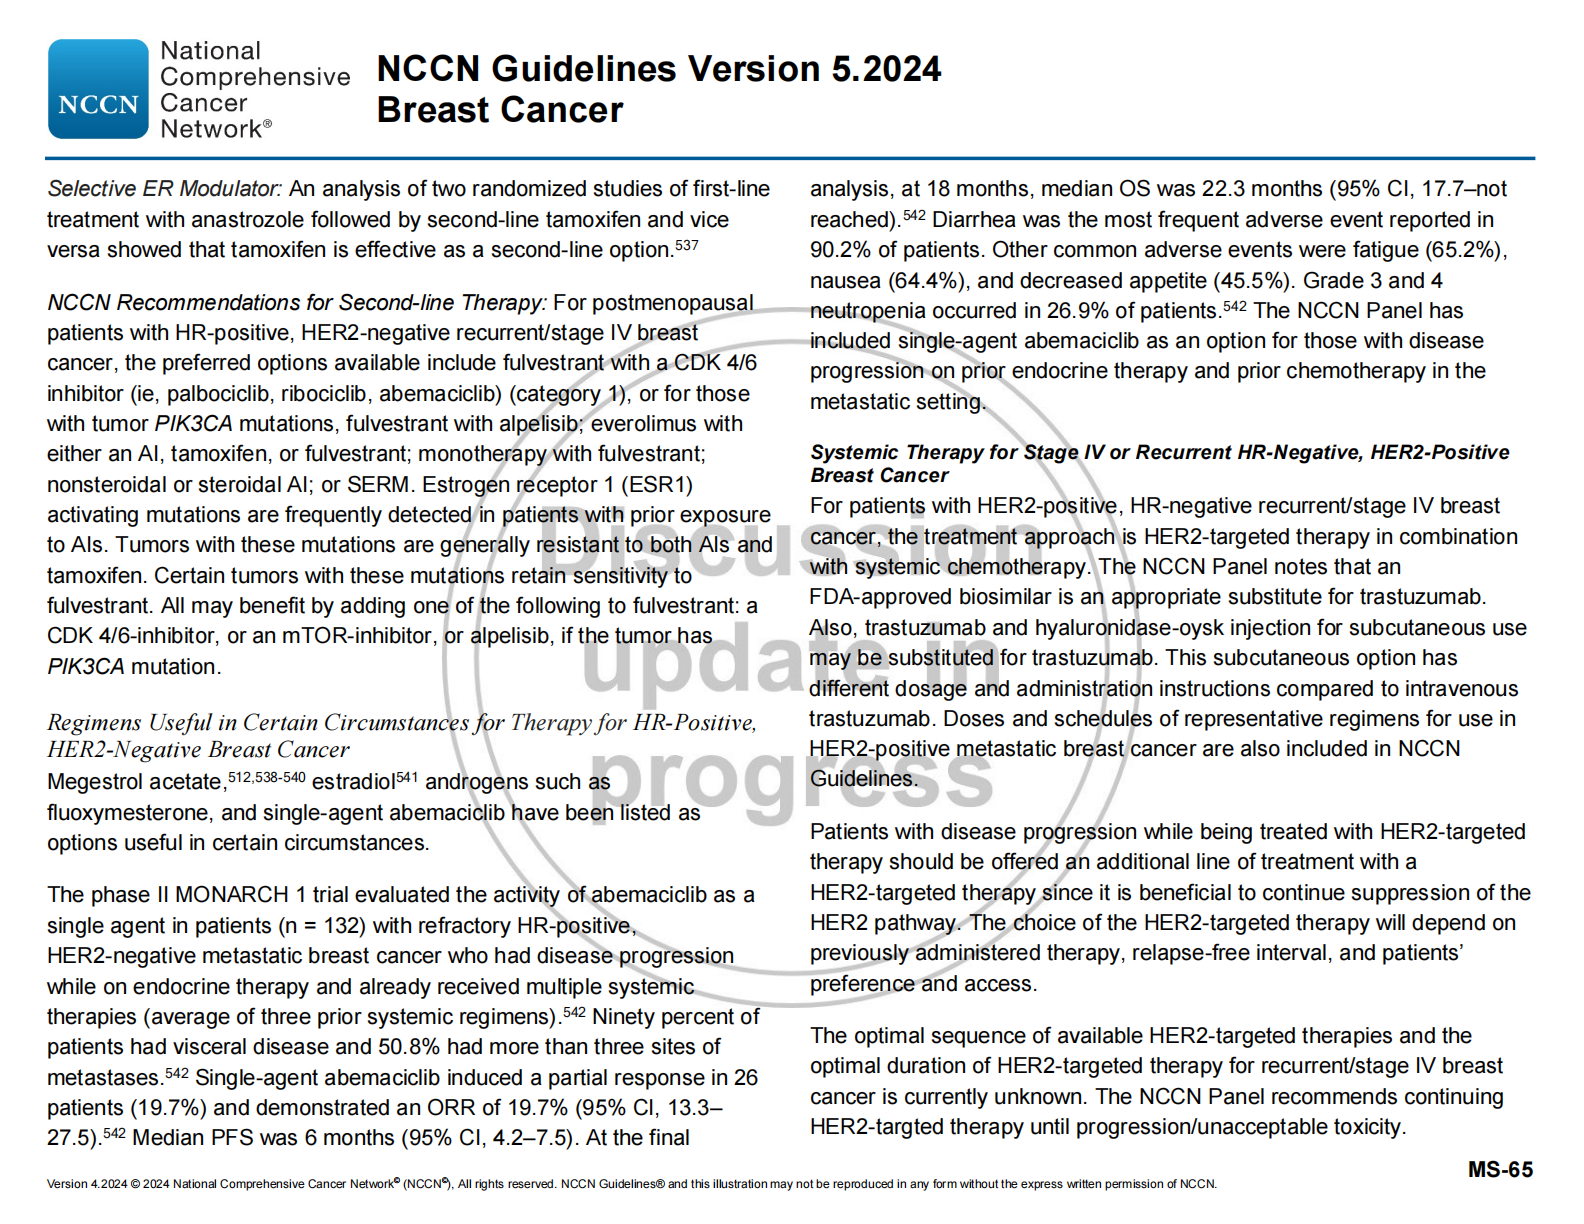 National
Comprehensive
Cancer
Network®
NCCN
NCCN Guidelines Version 5.2024
Breast Cancer
Selective ER Modulator: An analysis of two randomized studies of first-line
treatment with anastrozole followed by second-line tamoxifen and vice
versa showed that tamoxifen is effective as a second-line option.537
NCCN Recommendations for Second-line Therapy: For postmenopausal
patients with HR-positive, HER2-negative recurrent/stage IV breast
cancer, the preferred options available include fulvestrant with a CDK 4/6
inhibitor (ie, palbociclib, ribociclib, abemaciclib) (category 1), or for those
with tumor PIK3CA mutations, fulvestrant with alpelisib; everolimus with
either an AI, tamoxifen, or fulvestrant; monotherapy with fulvestrant;
nonsteroidal or steroidal AI; or SERM. Estrogen receptor 1 (ESR1)
activating mutations are frequently detected in patients with prior exposure
to AIs. Tumors with these mutations are generally resistant to both AIs and
tamoxifen. Certain tumors with these mutations retain sensitivity to
fulvestrant. All may benefit by adding one of the following to fulvestrant: a
CDK 4/6-inhibitor, or an mTOR-inhibitor, or alpelisib, if the tumor has
PIK3CA mutation.
Regimens Useful in Certain Circumstances for Therapy for HR-Positive,
HER2-Negative Breast Cancer
Megestrol acetate,512,538-540 estradiol541 androgens such as
fluoxymesterone, and single-agent abemaciclib have been listed as
options useful in certain circumstances.
The phase II MONARCH 1 trial evaluated the activity of abemaciclib as a
single agent in patients (n = 132) with refractory HR-positive,
HER2-negative metastatic breast cancer who had disease progression
while on endocrine therapy and already received multiple systemic
therapies (average of three prior systemic regimens).542 Ninety percent of
patients had visceral disease and 50.8% had more than three sites of
metastases.542 Single-agent abemaciclib induced a partial response in 26
patients (19.7%) and demonstrated an ORR of 19.7% (95% CI, 13.3–
27.5).542 Median PFS was 6 months (95% CI, 4.2–7.5). At the final
analysis, at 18 months, median OS was 22.3 months (95% CI, 17.7–not
reached).542 Diarrhea was the most frequent adverse event reported in
90.2% of patients. Other common adverse events were fatigue (65.2%),
nausea (64.4%), and decreased appetite (45.5%). Grade 3 and 4
neutropenia occurred in 26.9% of patients.542 The NCCN Panel has
included single-agent abemaciclib as an option for those with disease
progression on prior endocrine therapy and prior chemotherapy in the
metastatic setting.
Systemic Therapy for Stage IV or Recurrent HR-Negative, HER2-Positive
Breast Cancer
For patients with HER2-positive, HR-negative recurrent/stage IV breast
cancer, the treatment approach is HER2-targeted therapy in combination
with systemic chemotherapy. The NCCN Panel notes that an
FDA-approved biosimilar is an appropriate substitute for trastuzumab.
Also, trastuzumab and hyaluronidase-oysk injection for subcutaneous use
may be substituted for trastuzumab. This subcutaneous option has
different dosage and administration instructions compared to intravenous
trastuzumab. Doses and schedules of representative regimens for use in
HER2-positive metastatic breast cancer are also included in NCCN
Guidelines.
Patients with disease progression while being treated with HER2-targeted
therapy should be offered an additional line of treatment with a
HER2-targeted therapy since it is beneficial to continue suppression of the
HER2 pathway. The choice of the HER2-targeted therapy will depend on
previously administered therapy, relapse-free interval, and patients’
preference and access.
The optimal sequence of available HER2-targeted therapies and the
optimal duration of HER2-targeted therapy for recurrent/stage IV breast
cancer is currently unknown. The NCCN Panel recommends continuing
HER2-targted therapy until progression/unacceptable toxicity.
Discussion
update in
progress
MS-65
Version 4.2024 © 2024 National Comprehensive Cancer Network© (NCCN©), All rights reserved. NCCN Guidelines® and this illustration may not be reproduced in any form without the express written permission of NCCN.